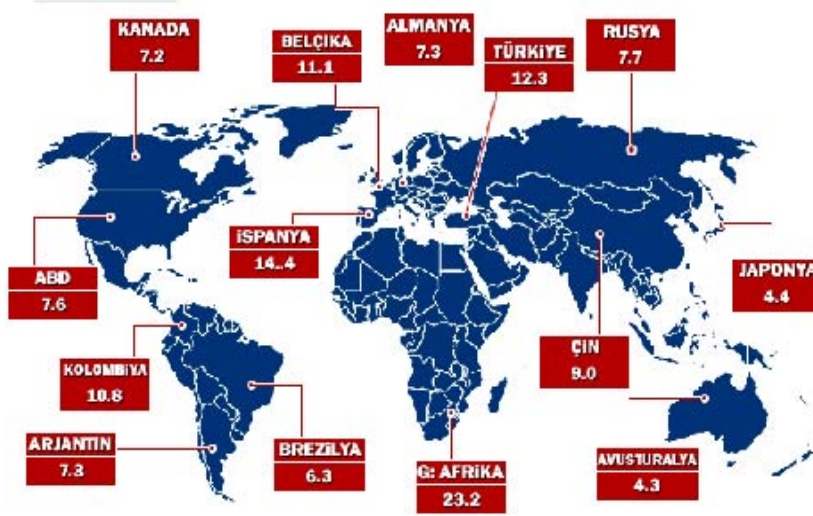 KANADA
7.2
BELÇİKA
11.1
ALMANYA
7.3
TÜRKİYE
12.3
RUSYA
7.7
İSPANYA
14..4
ABD
7.6
JAPONYA
4.4
KOLOMBİYA
10.8
ÇİN
9.0
ARJANTIN
7.3
BREZİLYA
6.3
G: AFRİKA
23.2
AVUSTURALYA
4.3